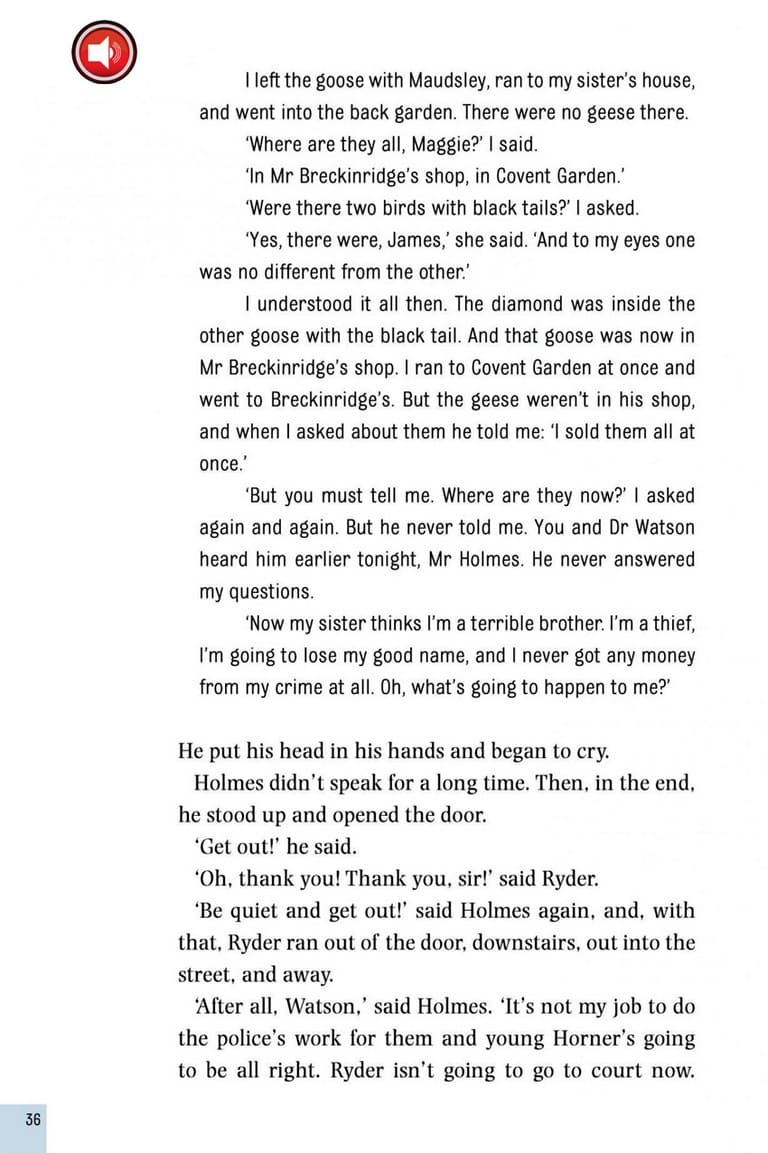 I left the goose with Maudsley, ran to my sister's house,
and went into the back garden. There were no geese there.
‘Where are they all, Maggie?’ I said.
‘In Mr Breckinridge's shop, in Covent Garden.’
‘Were there two birds with black tails?’ I asked.
‘Yes, there were, James,’ she said. ‘And to my eyes one
was no different from the other.’
I understood it all then. The diamond was inside the
other goose with the black tail. And that goose was now in
Mr Breckinridge's shop. I ran to Covent Garden at once and
went to Breckinridge's. But the geese weren't in his shop,
and when I asked about them he told me: ‘I sold them all at
once.’
‘But you must tell me. Where are they now?’ I asked
again and again. But he never told me. You and Dr Watson
heard him earlier tonight, Mr Holmes. He never answered
my questions.
‘Now my sister thinks I'm a terrible brother. I'm a thief,
I'm going to lose my good name, and I never got any money
from my crime at all. Oh, what's going to happen to me?’
He put his head in his hands and began to cry.
Holmes didn't speak for a long time. Then, in the end,
he stood up and opened the door.
‘Get out!’ he said.
‘Oh, thank you! Thank you, sir!’ said Ryder.
‘Be quiet and get out!’ said Holmes again, and, with
that, Ryder ran out of the door, downstairs, out into the
street, and away.
‘After all, Watson,’ said Holmes. ‘It's not my job to do
the police's work for them and young Horner's going
to be all right. Ryder isn't going to go to court now.
36